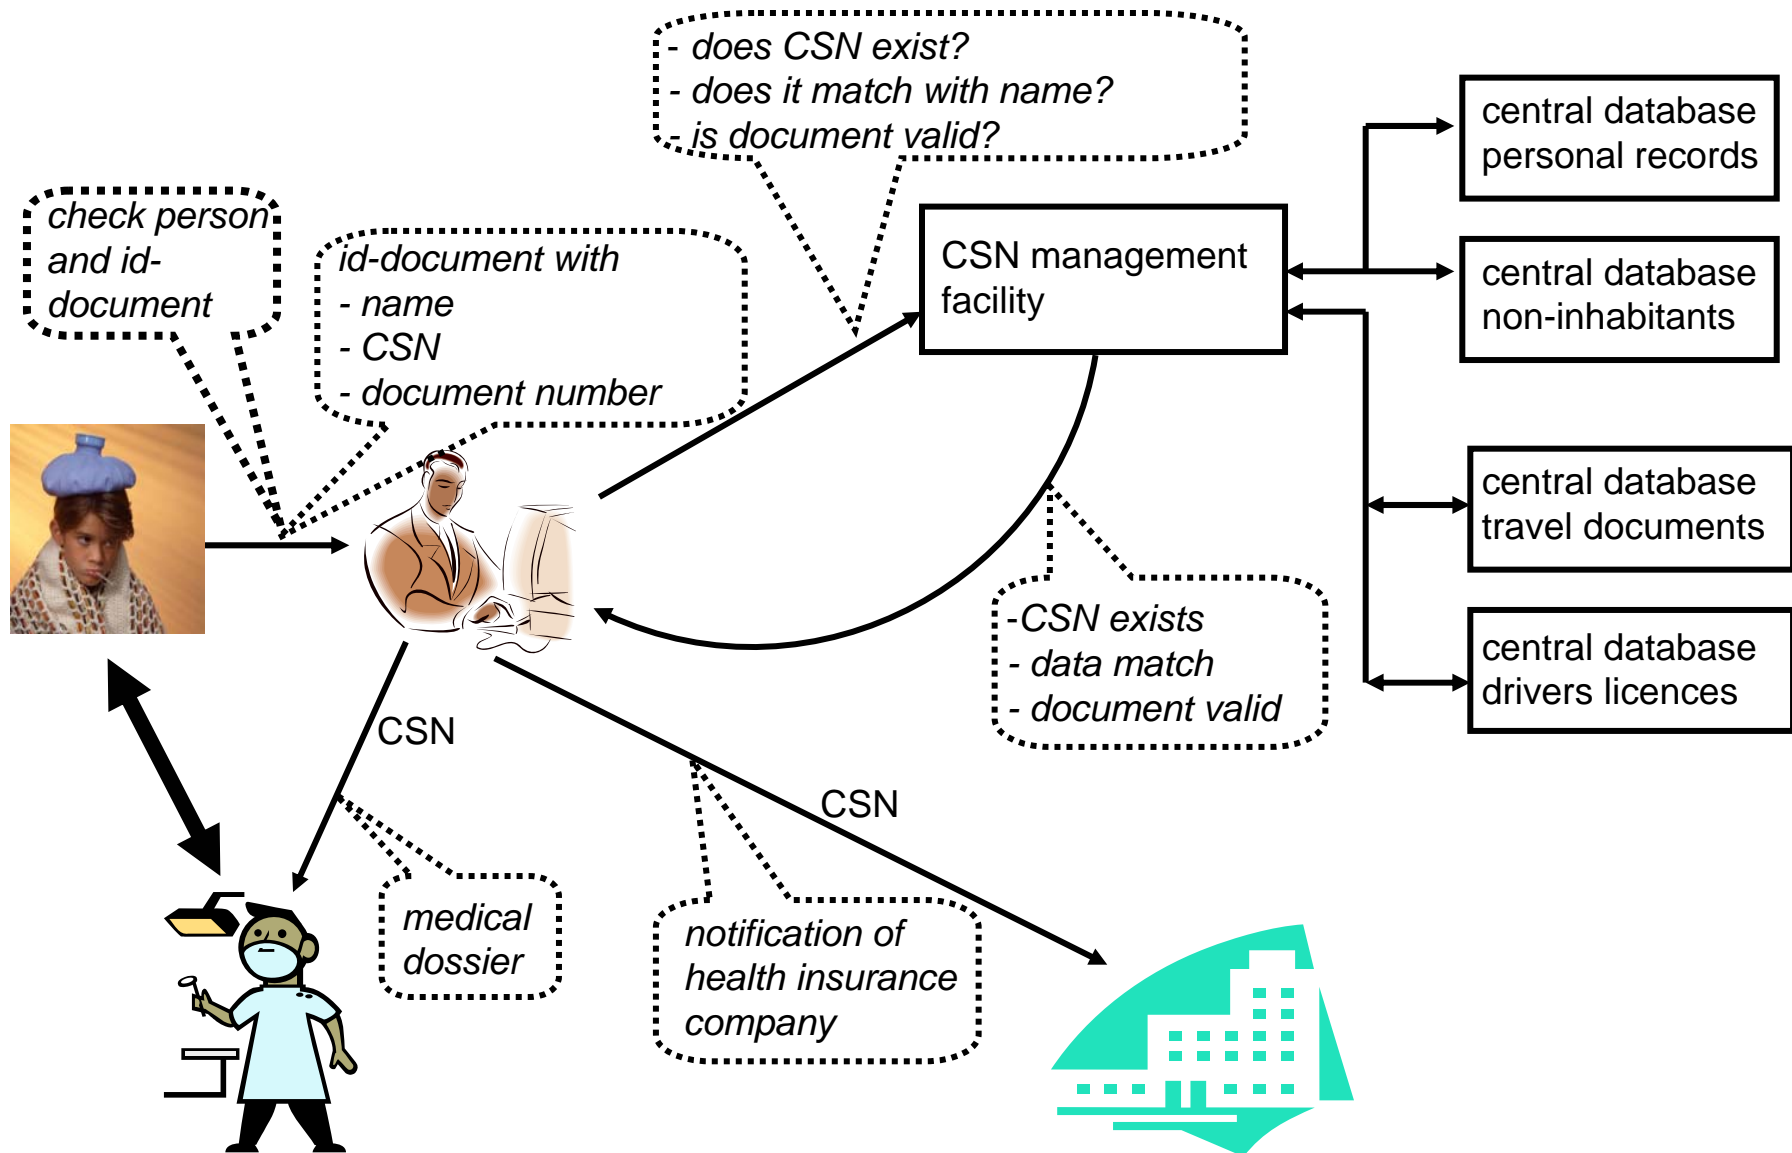 - does CSN exist?
- does it match with name?
- is document valid?
central database
personal records
check person
and id-
document
id-document with
- name
- CSN
- document number
CSN management
facility
central database
non-inhabitants
central database
travel documents
-CSN exists
- data match
- document valid
central database
drivers licences
CSN
CSN
medical
dossier
notification of
health insurance
company